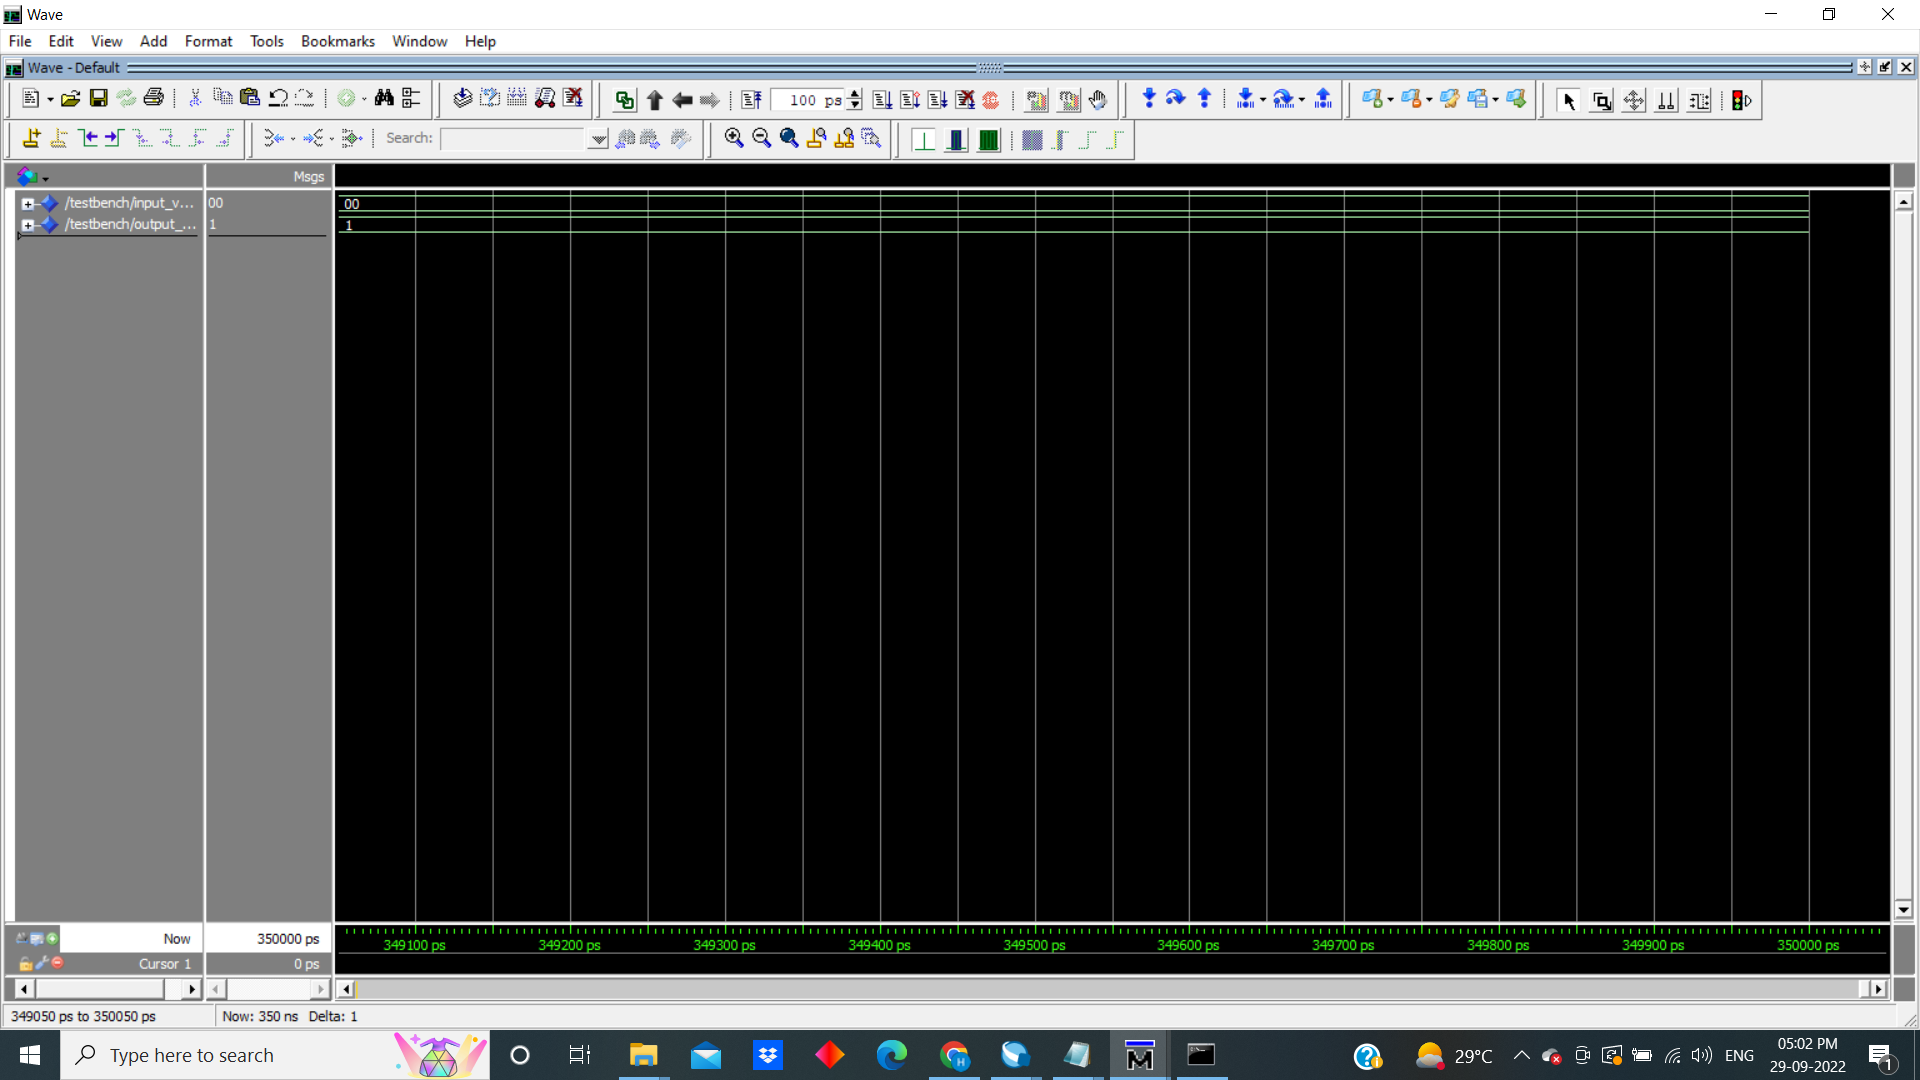 Wave
File Edit View Add Format Tools Bookmarks Window Help
Wave - Default
100 ps
Search:
Msgs
/testbench/input_v... 00 00
/testbench/output_... 1 1
Now 350000 ps
349100 ps 349200 ps 349300 ps 349400 ps 349500 ps 349600 ps 349700 ps 349800 ps 349900 ps 350000 ps
Cursor 1 0 ps
349050 ps to 350050 ps Now: 350 ns Delta: 1
Type here to search
29°C ENG
05:02 PM
29-09-2022
1